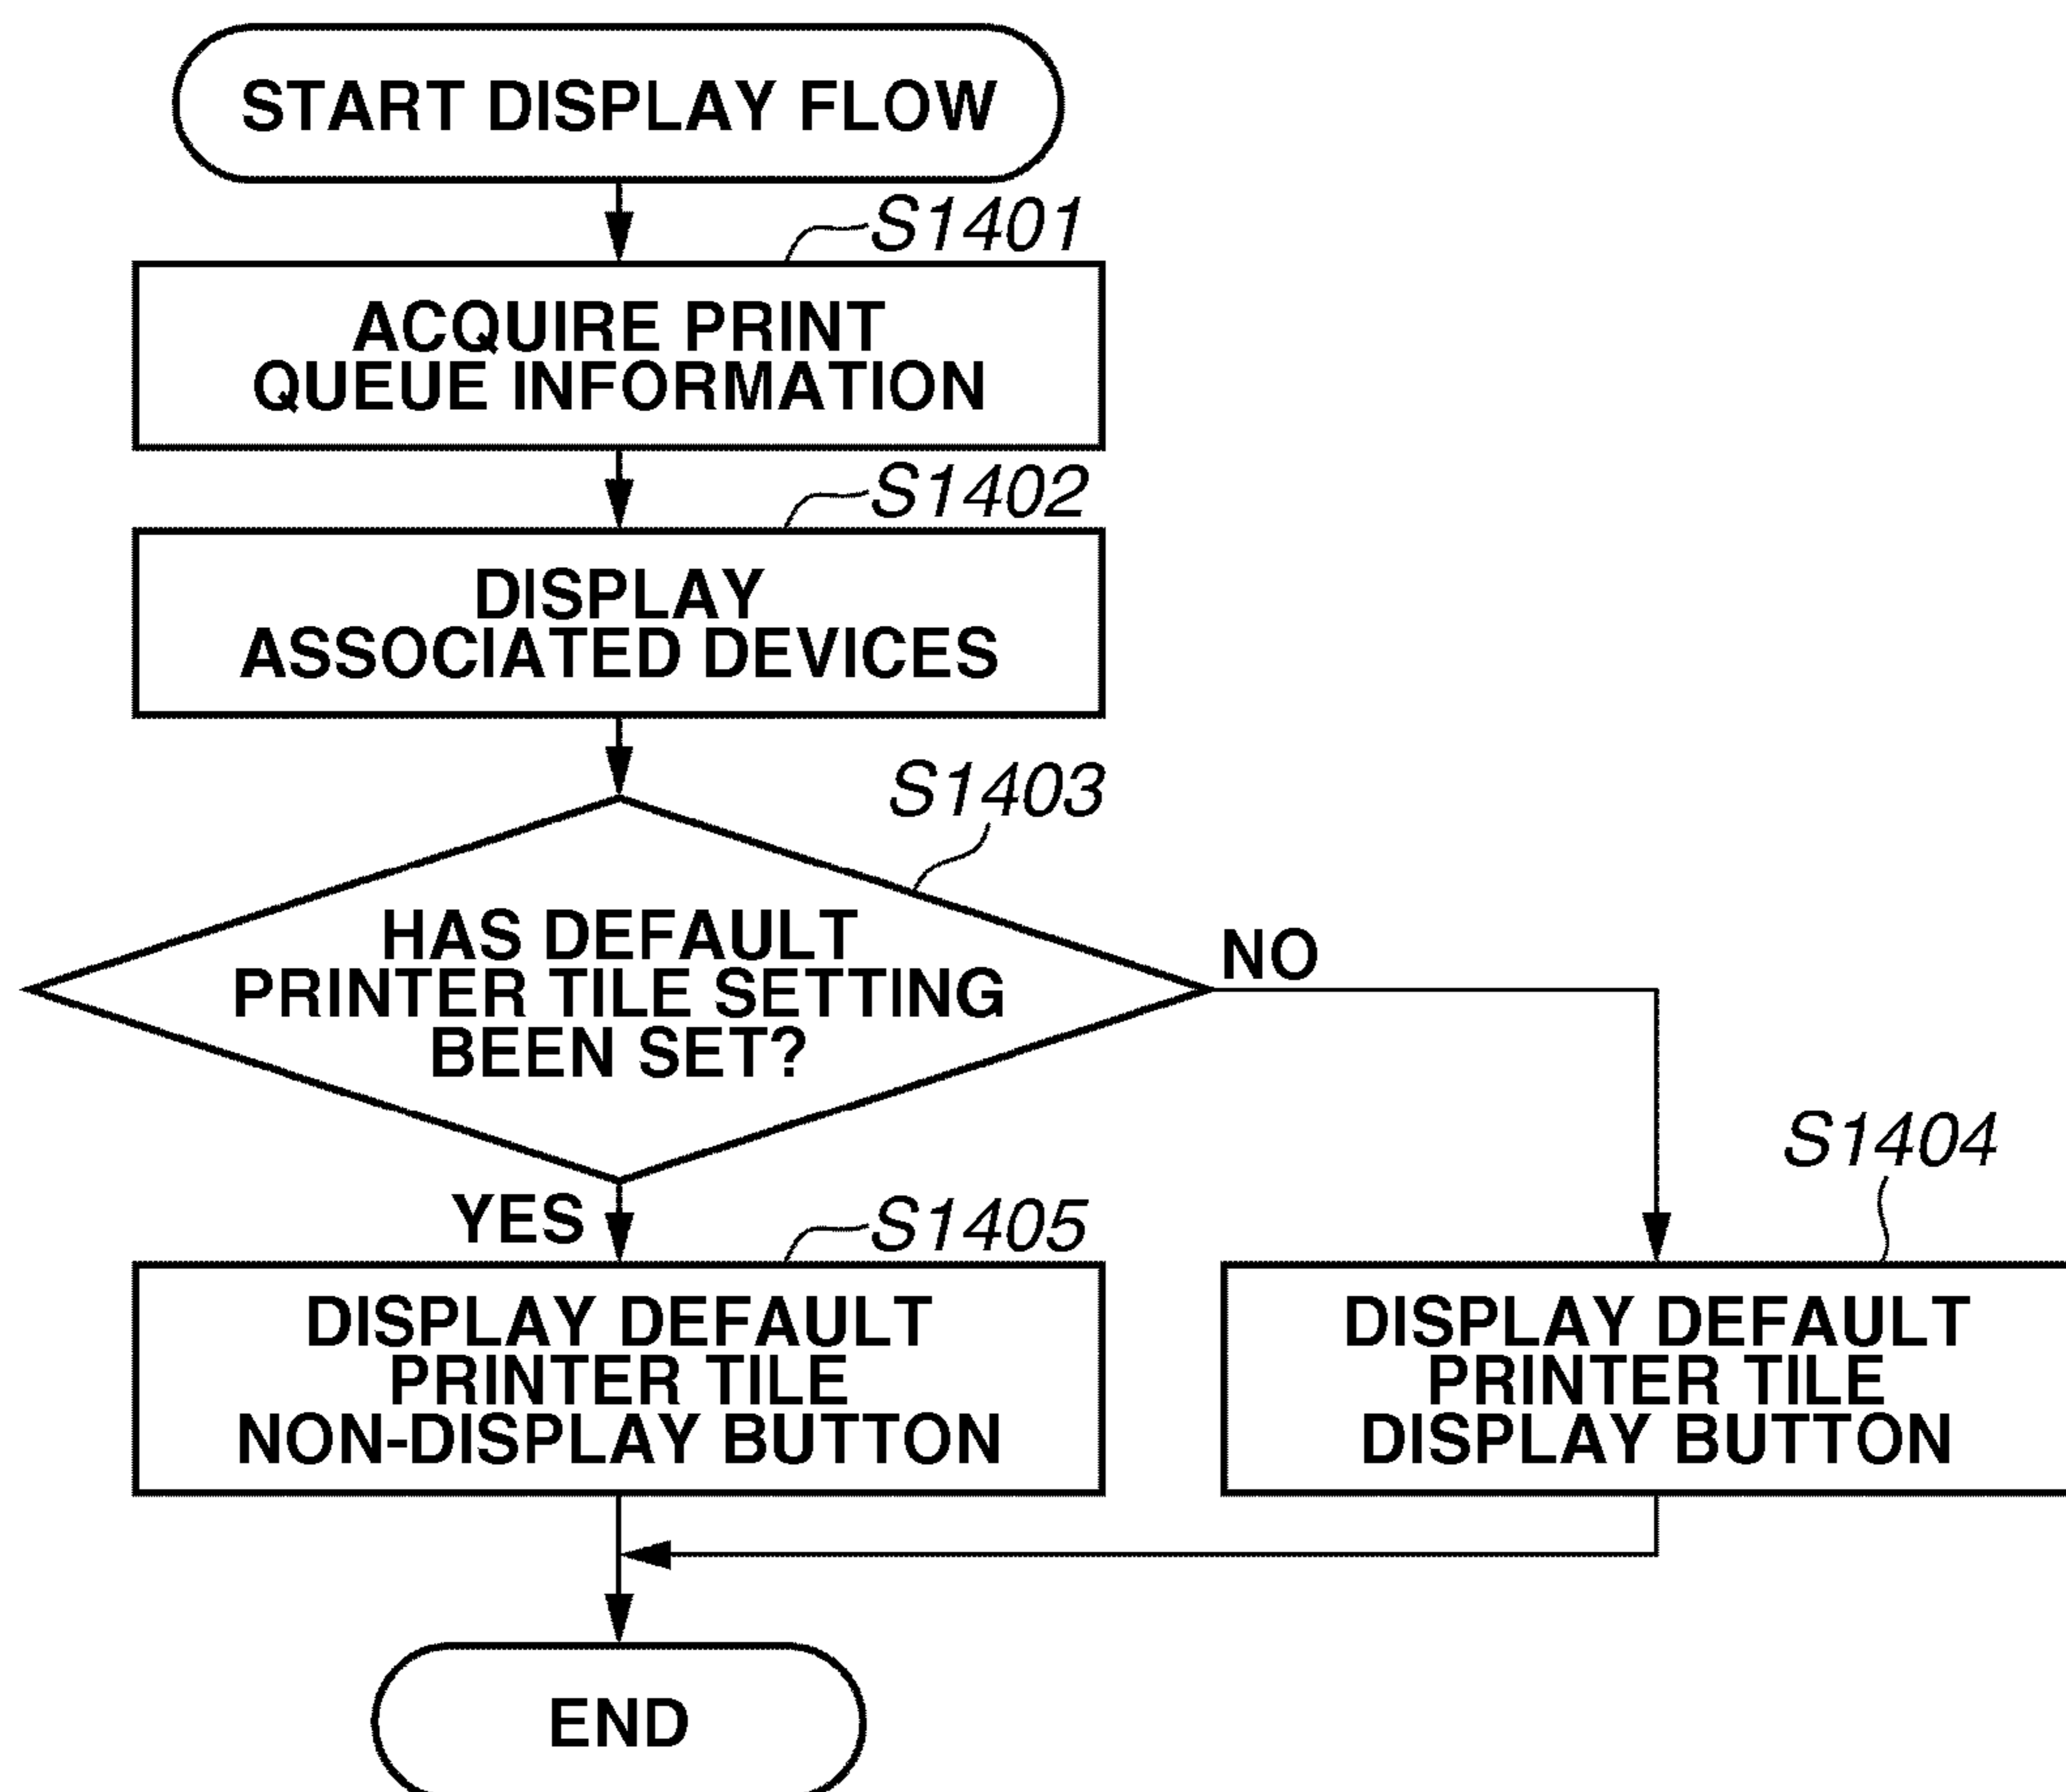 START DISPLAY FLOW
S1401
ACQUIRE PRINT
QUEUE INFORMATION
S1402
DISPLAY
ASSOCIATED DEVICES
S1403
HAS DEFAULT
PRINTER TILE SETTING
BEEN SET?
NO
YES
S1405
DISPLAY DEFAULT
PRINTER TILE
NON-DISPLAY BUTTON
S1404
DISPLAY DEFAULT
PRINTER TILE
DISPLAY BUTTON
END